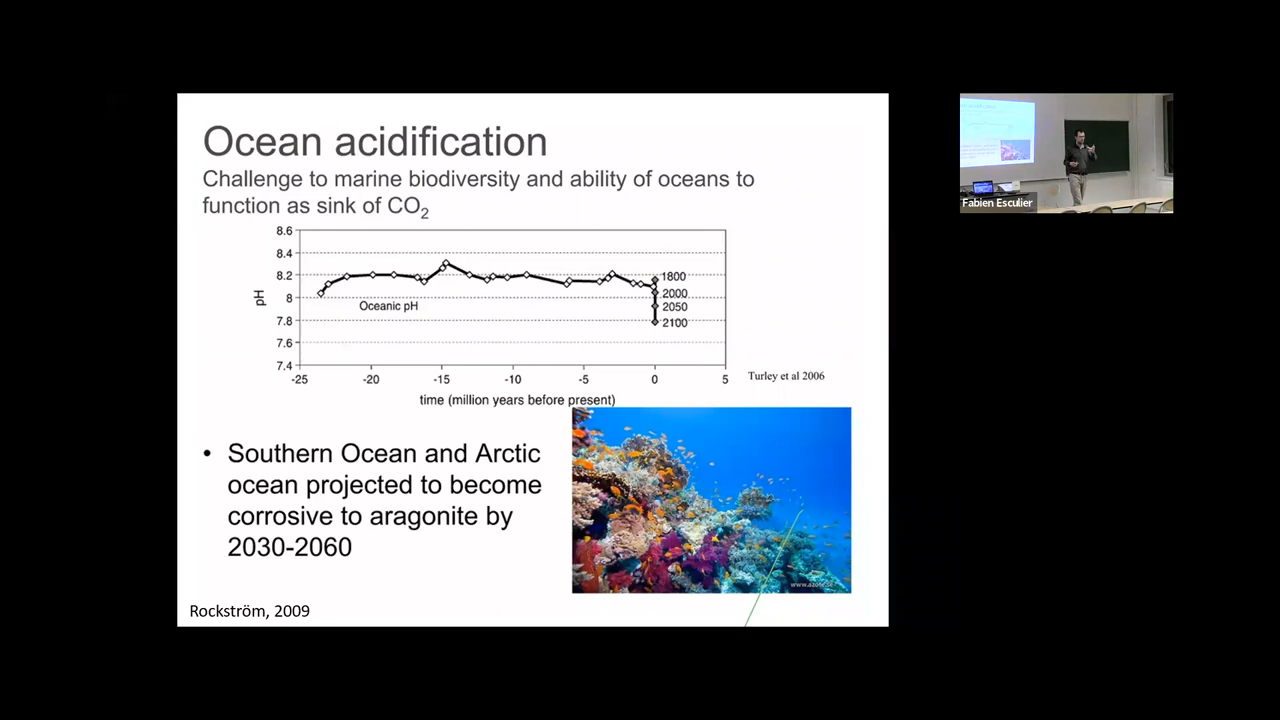 Ocean acidification
Challenge to marine biodiversity and ability of oceans to
function as sink of CO₂
8.6
8.4
8.2
8
7.8
7.6
7.4
pH
Oceanic pH
1800
2000
2050
2100
-25
-20
-15
-10
-5
0
5
time (million years before present)
Turley et al 2006
• Southern Ocean and Arctic
ocean projected to become
corrosive to aragonite by
2030-2060
Rockström, 2009
Fabien Esculier